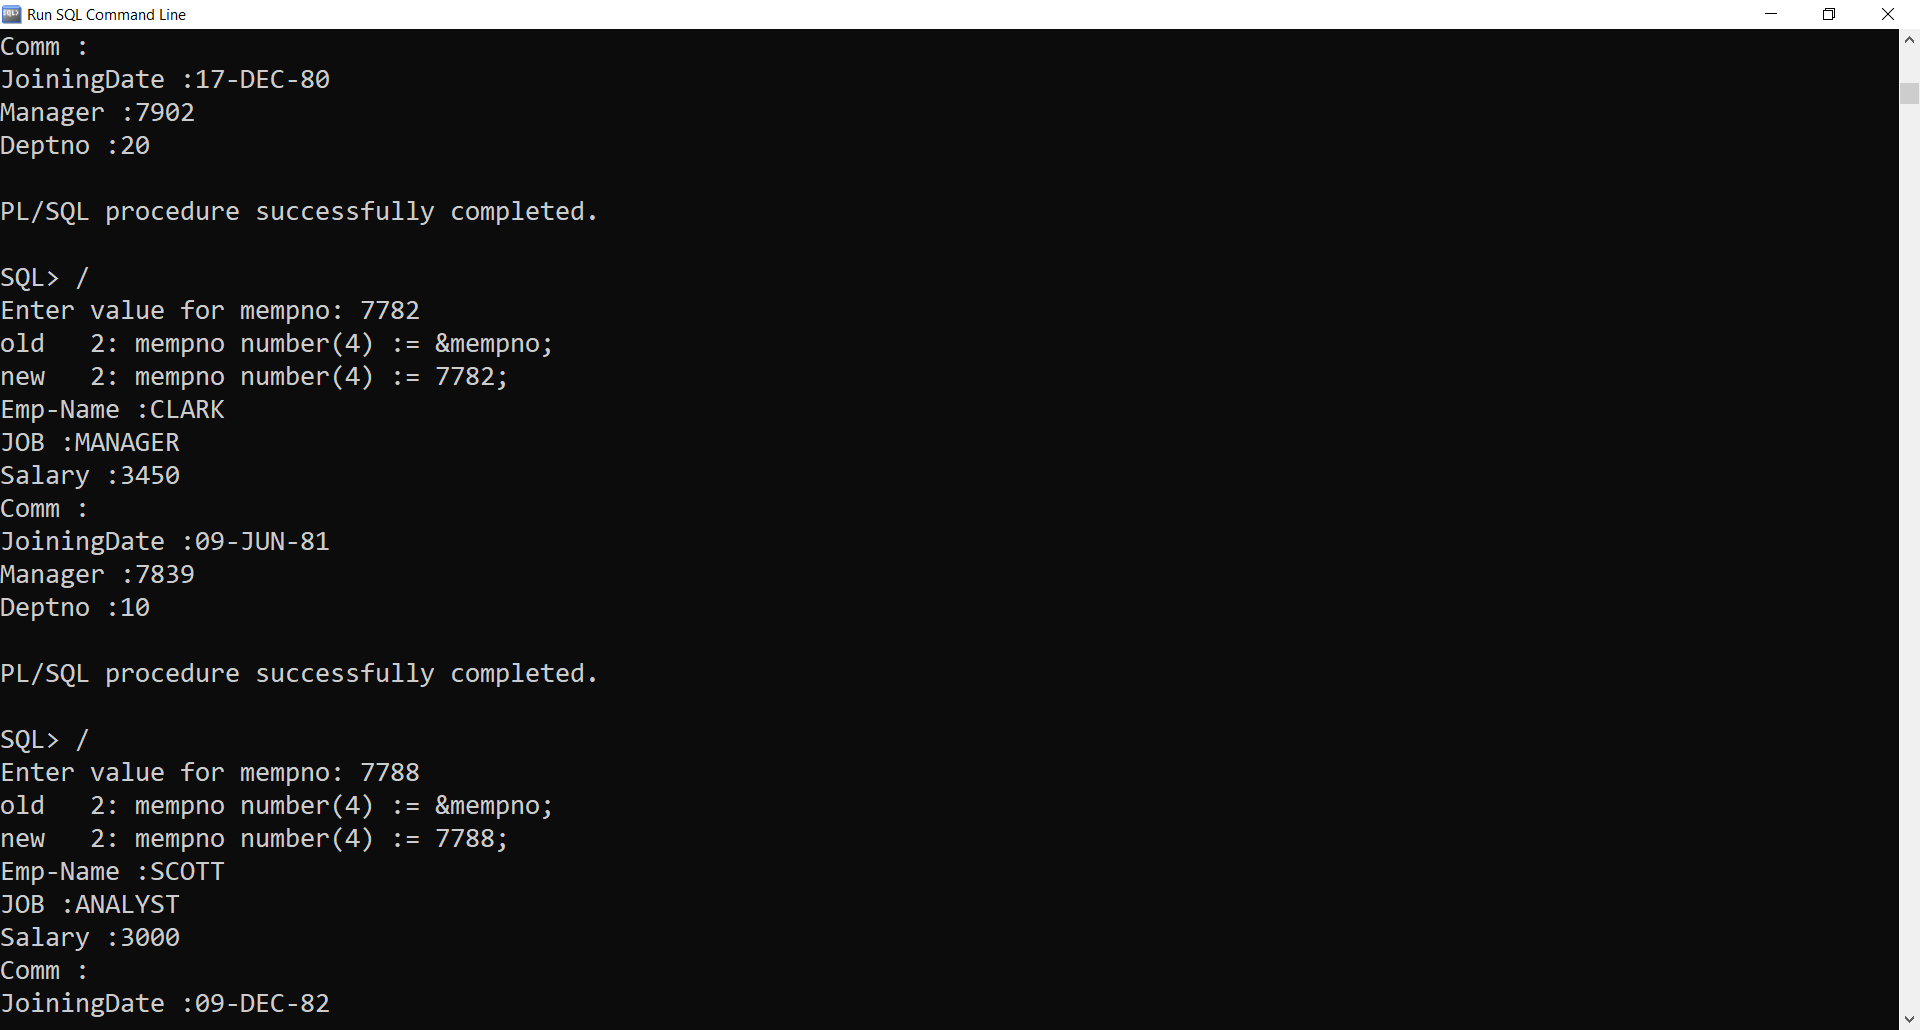 Run SQL Command Line
Comm :
JoiningDate :17-DEC-80
Manager :7902
Deptno :20
PL/SQL procedure successfully completed.
SQL> /
Enter value for mempno: 7782
old   2: mempno number(4) := &mempno;
new   2: mempno number(4) := 7782;
Emp-Name :CLARK
JOB :MANAGER
Salary :3450
Comm :
JoiningDate :09-JUN-81
Manager :7839
Deptno :10
PL/SQL procedure successfully completed.
SQL> /
Enter value for mempno: 7788
old   2: mempno number(4) := &mempno;
new   2: mempno number(4) := 7788;
Emp-Name :SCOTT
JOB :ANALYST
Salary :3000
Comm :
JoiningDate :09-DEC-82